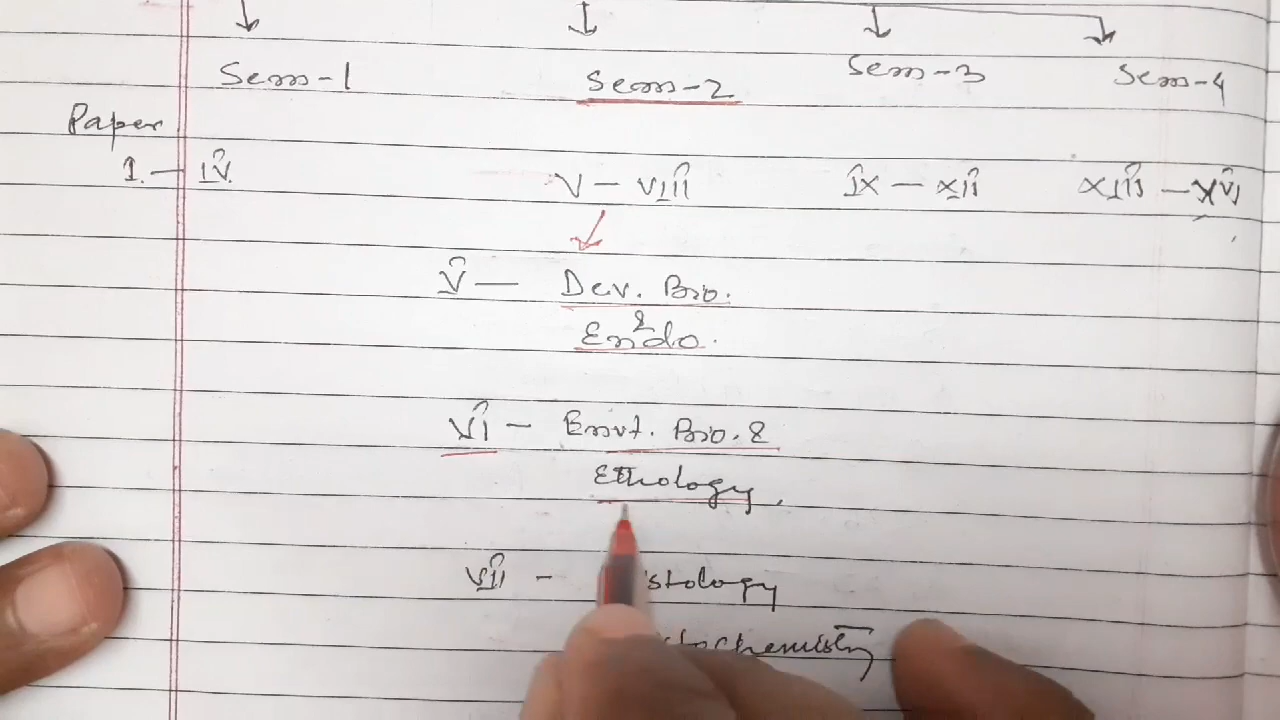 Sem-1 Sem-2 Sem-3 Sem-4
Paper
I - IV V - VIII IX - XII XIII - XVI
V - Dev. Bio.
&
Endo.
VI - Envt. Bio. &
Ethology.
VII -